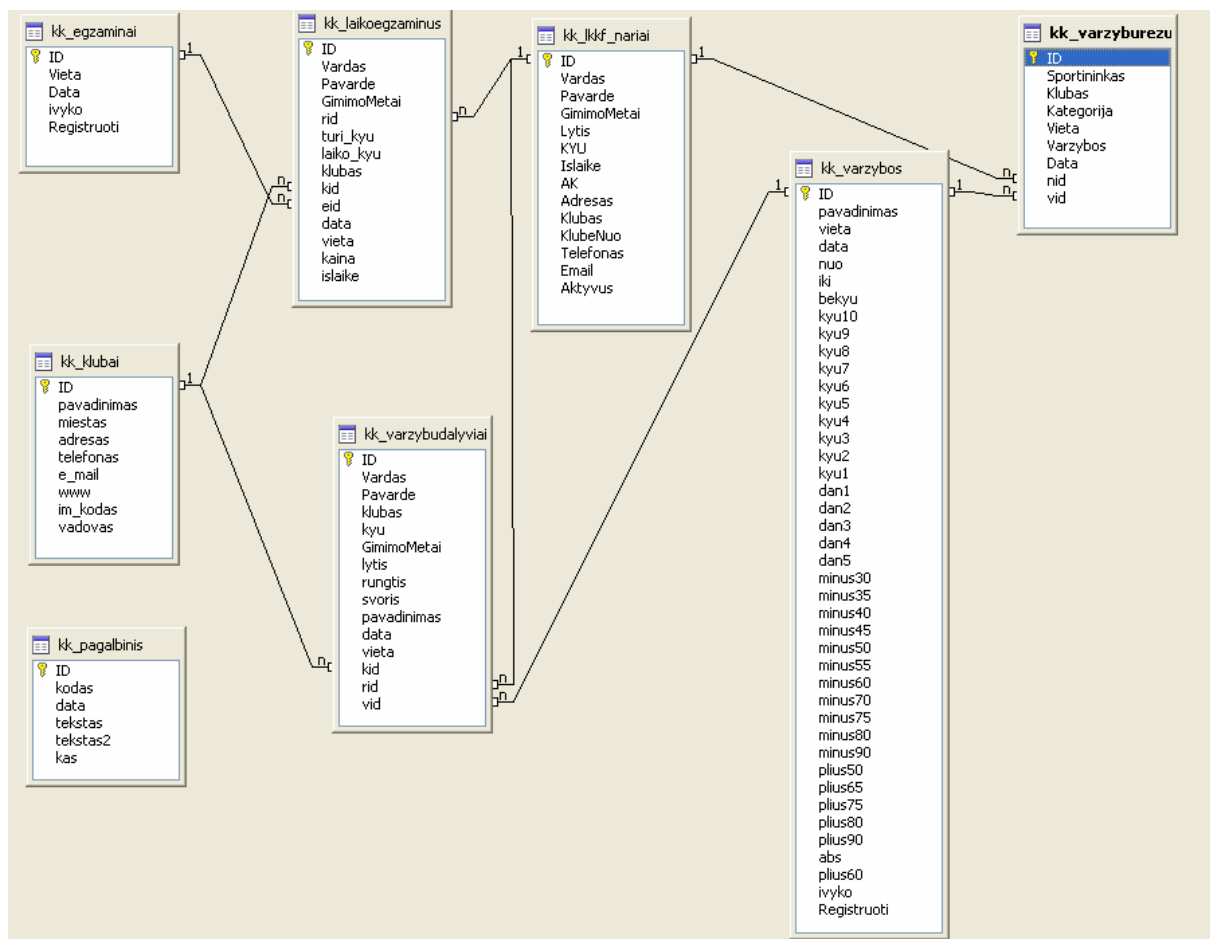 kk_egzaminai
ID
Vieta
Data
ivyko
Registruoti
kk_laikoegzaminus
ID
Vardas
Pavarde
GimimoMetai
rid
turi_kyu
laiko_kyu
klubas
kid
eid
data
vieta
kaina
islaike
kk_lkkf_nariai
ID
Vardas
Pavarde
GimimoMetai
Lytis
KYU
Islaike
AK
Adresas
Klubas
KlubeNuo
Telefonas
Email
Aktyvus
kk_varzyburezu
ID
Sportininkas
Klubas
Kategorija
Vieta
Varzybos
Data
nid
vid
kk_varzybos
ID
pavadinimas
vieta
data
nuo
iki
bekyu
kyu10
kyu9
kyu8
kyu7
kyu6
kyu5
kyu4
kyu3
kyu2
kyu1
dan1
dan2
dan3
dan4
dan5
minus30
minus35
minus40
minus45
minus50
minus55
minus60
minus70
minus75
minus80
minus90
plius50
plius65
plius75
plius80
plius90
abs
plius60
ivyko
Registruoti
kk_klubai
ID
pavadinimas
miestas
adresas
telefonas
e_mail
www
im_kodas
vadovas
kk_varzybudalyviai
ID
Vardas
Pavarde
klubas
kyu
GimimoMetai
lytis
rungtis
svoris
pavadinimas
data
vieta
kid
rid
vid
kk_pagalbinis
ID
kodas
data
tekstas
tekstas2
kas
1
n
n
1
n
1
n
n
1
n
1
1
n
n
n